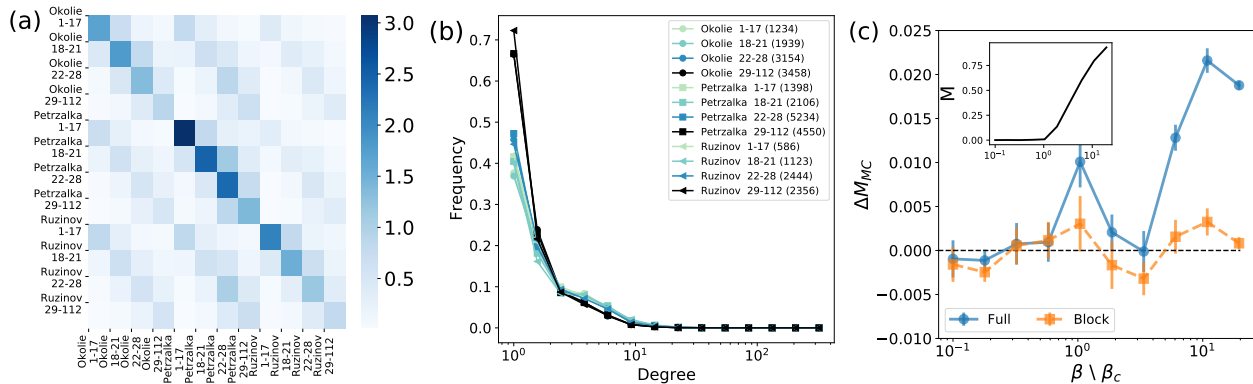 (a)
Okolie
1-17
Okolie
18-21
Okolie
22-28
Okolie
29-112
Petrzalka
1-17
Petrzalka
18-21
Petrzalka
22-28
Petrzalka
29-112
Ruzinov
1-17
Ruzinov
18-21
Ruzinov
22-28
Ruzinov
29-112
Okolie
1-17
Okolie
18-21
Okolie
22-28
Okolie
29-112
Petrzalka
1-17
Petrzalka
18-21
Petrzalka
22-28
Petrzalka
29-112
Ruzinov
1-17
Ruzinov
18-21
Ruzinov
22-28
Ruzinov
29-112
3.0
2.5
2.0
1.5
1.0
0.5
(b)
Frequency
0.7
0.6
0.5
0.4
0.3
0.2
0.1
0.0
Okolie 1-17 (1234)
Okolie 18-21 (1939)
Okolie 22-28 (3154)
Okolie 29-112 (3458)
Petrzalka 1-17 (1398)
Petrzalka 18-21 (2106)
Petrzalka 22-28 (5234)
Petrzalka 29-112 (4550)
Ruzinov 1-17 (586)
Ruzinov 18-21 (1123)
Ruzinov 22-28 (2444)
Ruzinov 29-112 (2356)
10⁰ 10¹ 10²
Degree
(c)
ΔM_MC
0.025
0.020
0.015
0.010
0.005
0.000
−0.005
−0.010
M
0.75
0.50
0.25
0.00
10⁻¹ 10⁰ 10¹
Full Block
10⁻¹ 10⁰ 10¹
β \ β_c